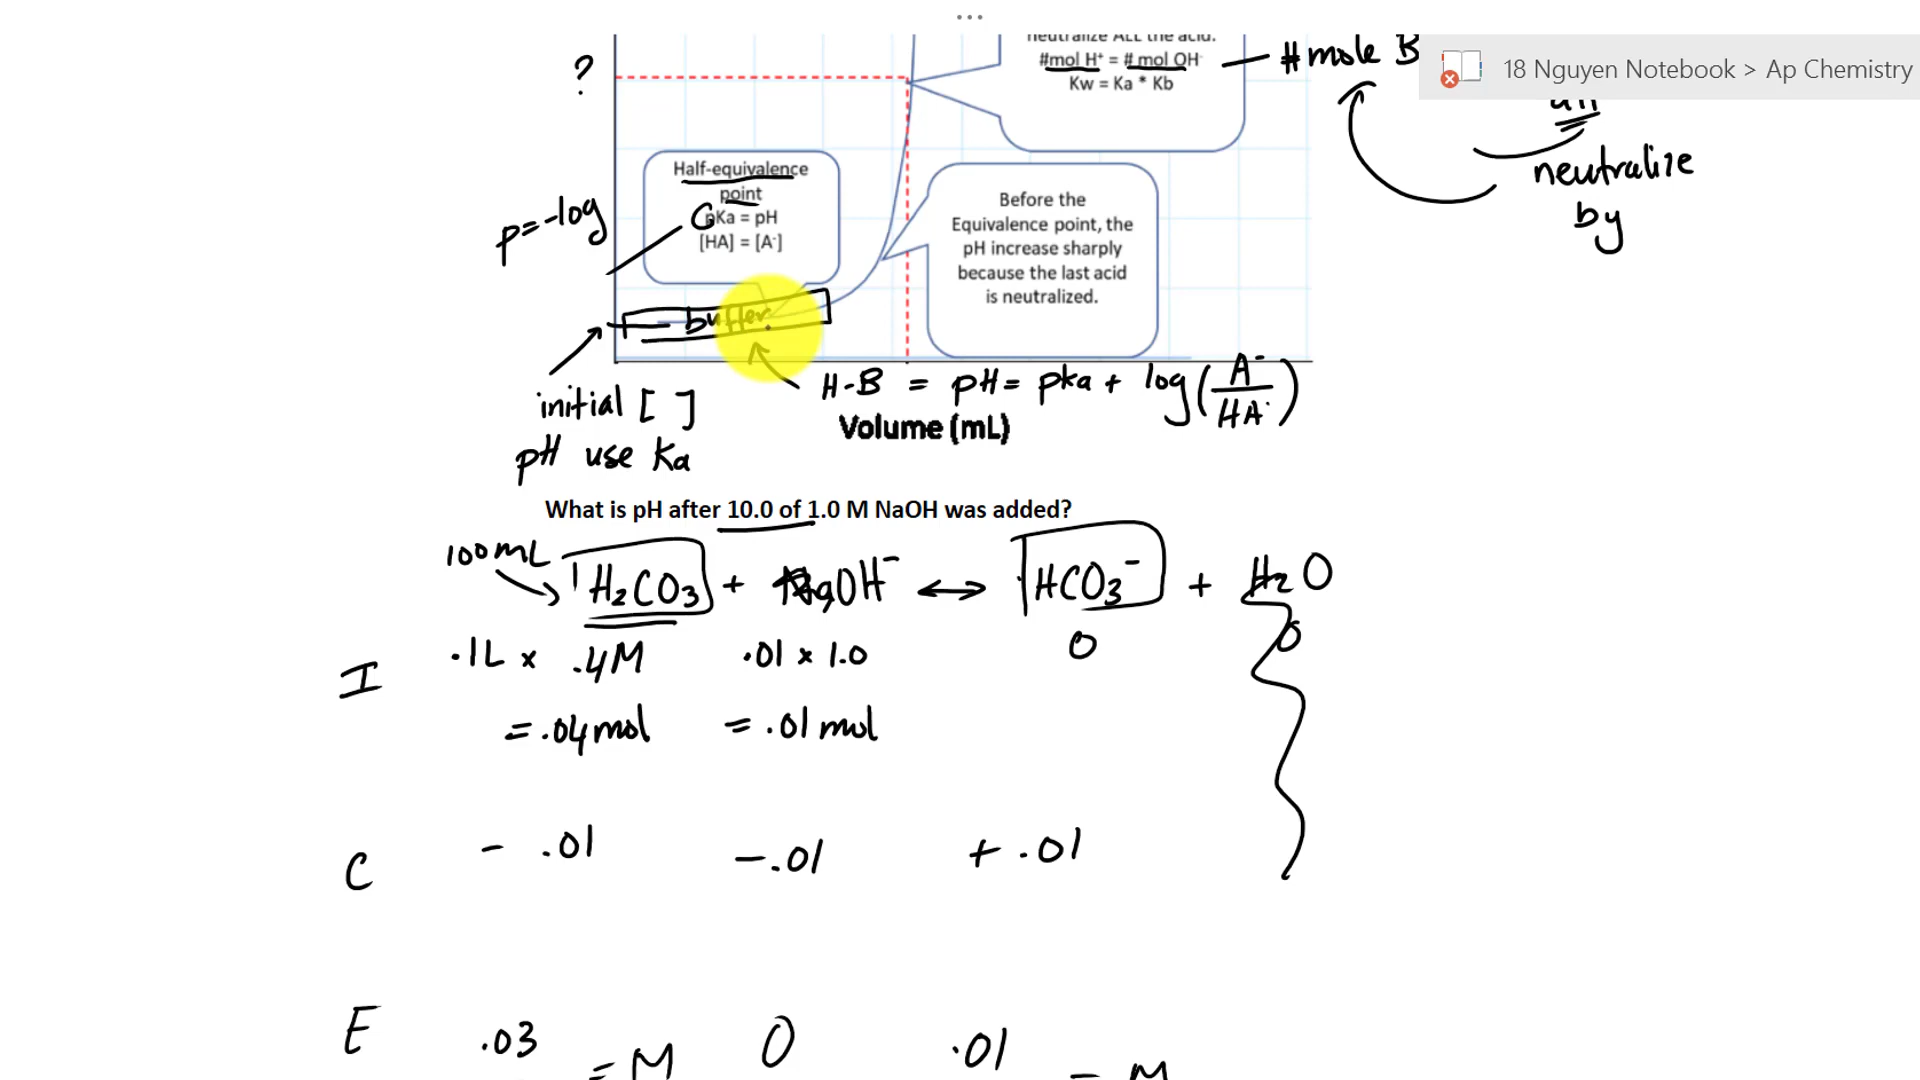 neutralize ALL the acid.
#mol H⁺ = # mol OH⁻
Kw = Ka * Kb
# mole B
18 Nguyen Notebook > Ap Chemistry
all
neutralize
by
?
Half-equivalence
point
pKa = pH
[HA] = [A⁻]
p=-log
Before the
Equivalence point, the
pH increase sharply
because the last acid
is neutralized.
buffer
initial [ ]
pH use Ka
H-B = pH = pka + log(A⁻/HA)
Volume (mL)
What is pH after 10.0 of 1.0 M NaOH was added?
100mL
H₂CO₃ + NaOH⁻ ↔ HCO₃⁻ + H₂O
I .1L × .4M .01 × 1.0 0 0
= .04mol = .01mol
C - .01 - .01 + .01
E .03 = M 0 .01 = M